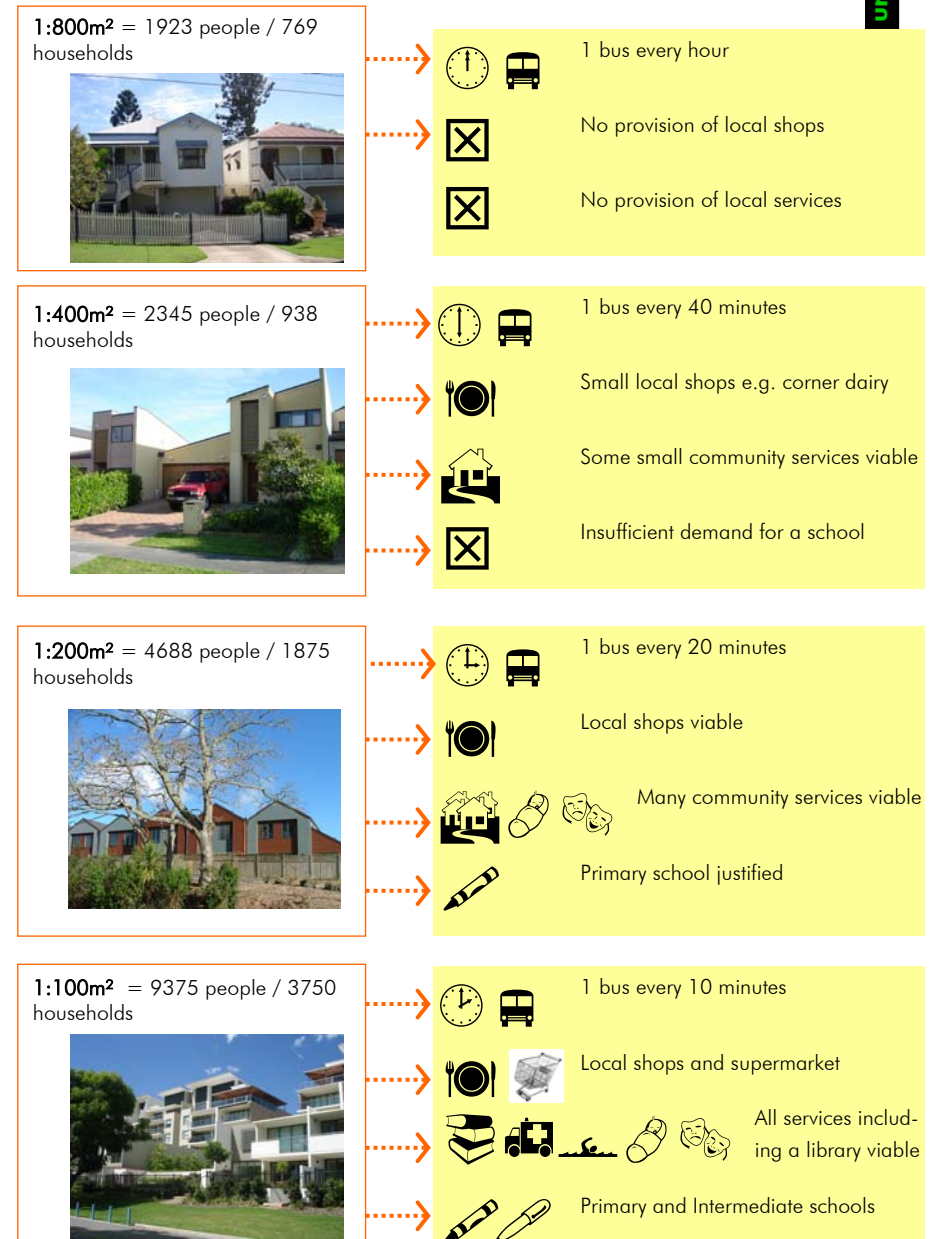 1:800m² = 1923 people / 769
households
1 bus every hour
No provision of local shops
No provision of local services
1:400m² = 2345 people / 938
households
1 bus every 40 minutes
Small local shops e.g. corner dairy
Some small community services viable
Insufficient demand for a school
1:200m² = 4688 people / 1875
households
1 bus every 20 minutes
Local shops viable
Many community services viable
Primary school justified
1:100m² = 9375 people / 3750
households
1 bus every 10 minutes
Local shops and supermarket
All services includ-
ing a library viable
Primary and Intermediate schools